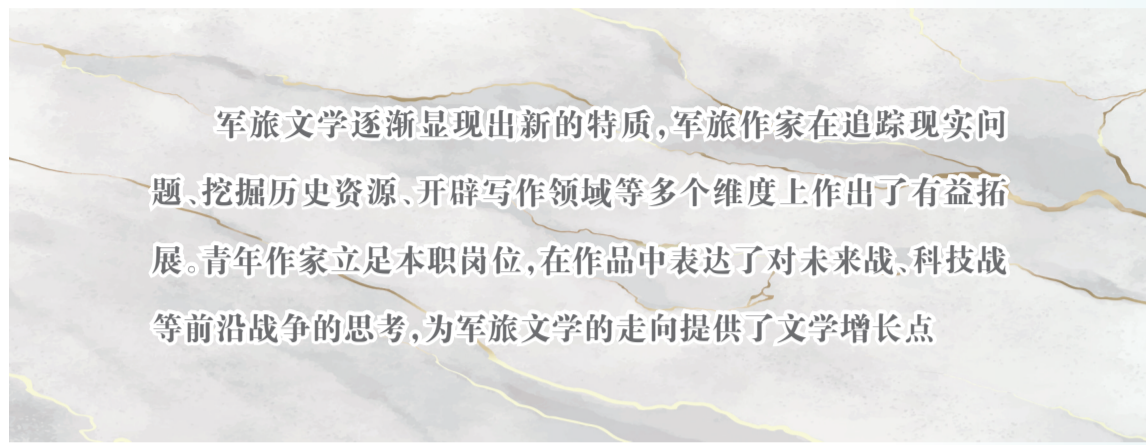 军旅文学逐渐显现出新的特质,军旅作家在追踪现实问
题、挖掘历史资源、开辟写作领域等多个维度上作出了有益拓
展。青年作家立足本职岗位,在作品中表达了对未来战、科技战
等前沿战争的思考,为军旅文学的走向提供了文学增长点